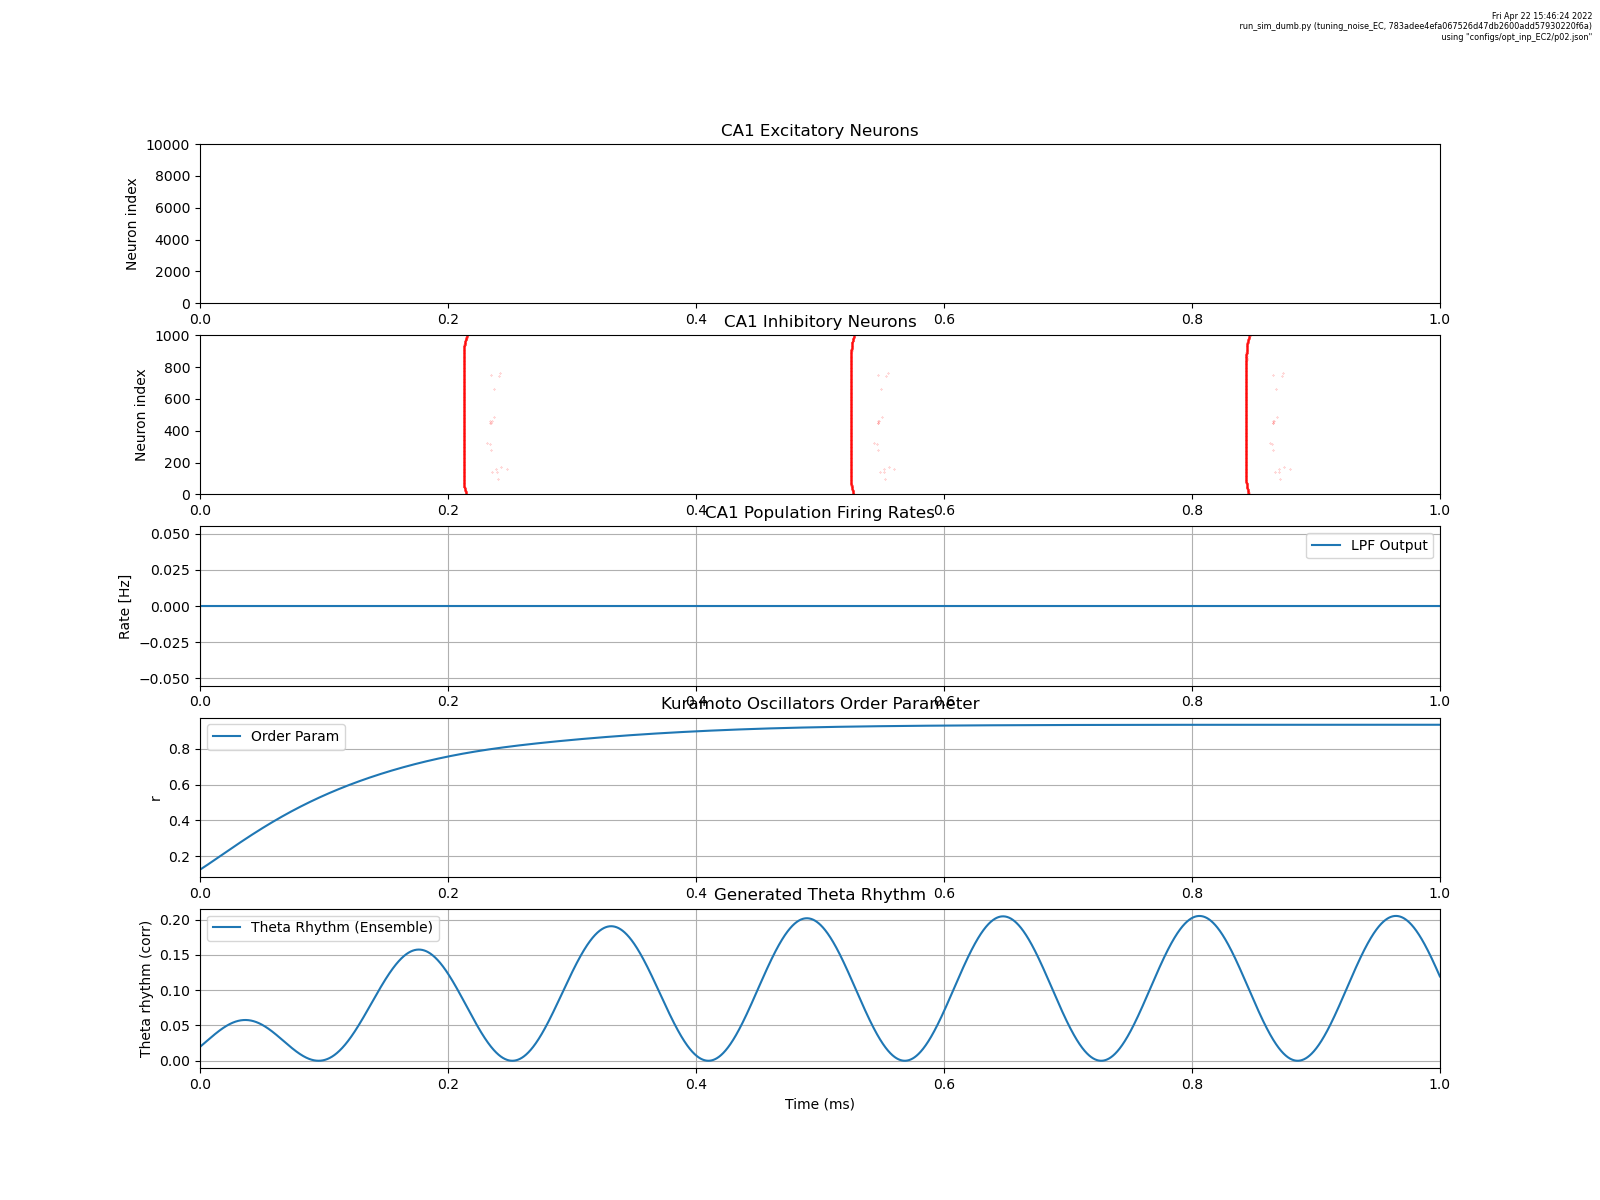 Fri Apr 22 15:46:24 2022
run_sim_dumb.py (tuning_noise_EC, 783adee4efa067526d47db2600add57930220f6a)
using "configs/opt_inp_EC2/p02.json"
CA1 Excitatory Neurons
Neuron index
10000
8000
6000
4000
2000
0
0.0 0.2 0.4 0.6 0.8 1.0
CA1 Inhibitory Neurons
Neuron index
1000
800
600
400
200
0
0.0 0.2 0.4 0.6 0.8 1.0
CA1 Population Firing Rates
Rate [Hz]
0.050
0.025
0.000
−0.025
−0.050
LPF Output
0.0 0.2 0.4 0.6 0.8 1.0
Kuramoto Oscillators Order Parameter
r
0.8
0.6
0.4
0.2
Order Param
0.0 0.2 0.4 0.6 0.8 1.0
Generated Theta Rhythm
Theta rhythm (corr)
0.20
0.15
0.10
0.05
0.00
Theta Rhythm (Ensemble)
0.0 0.2 0.4 0.6 0.8 1.0
Time (ms)